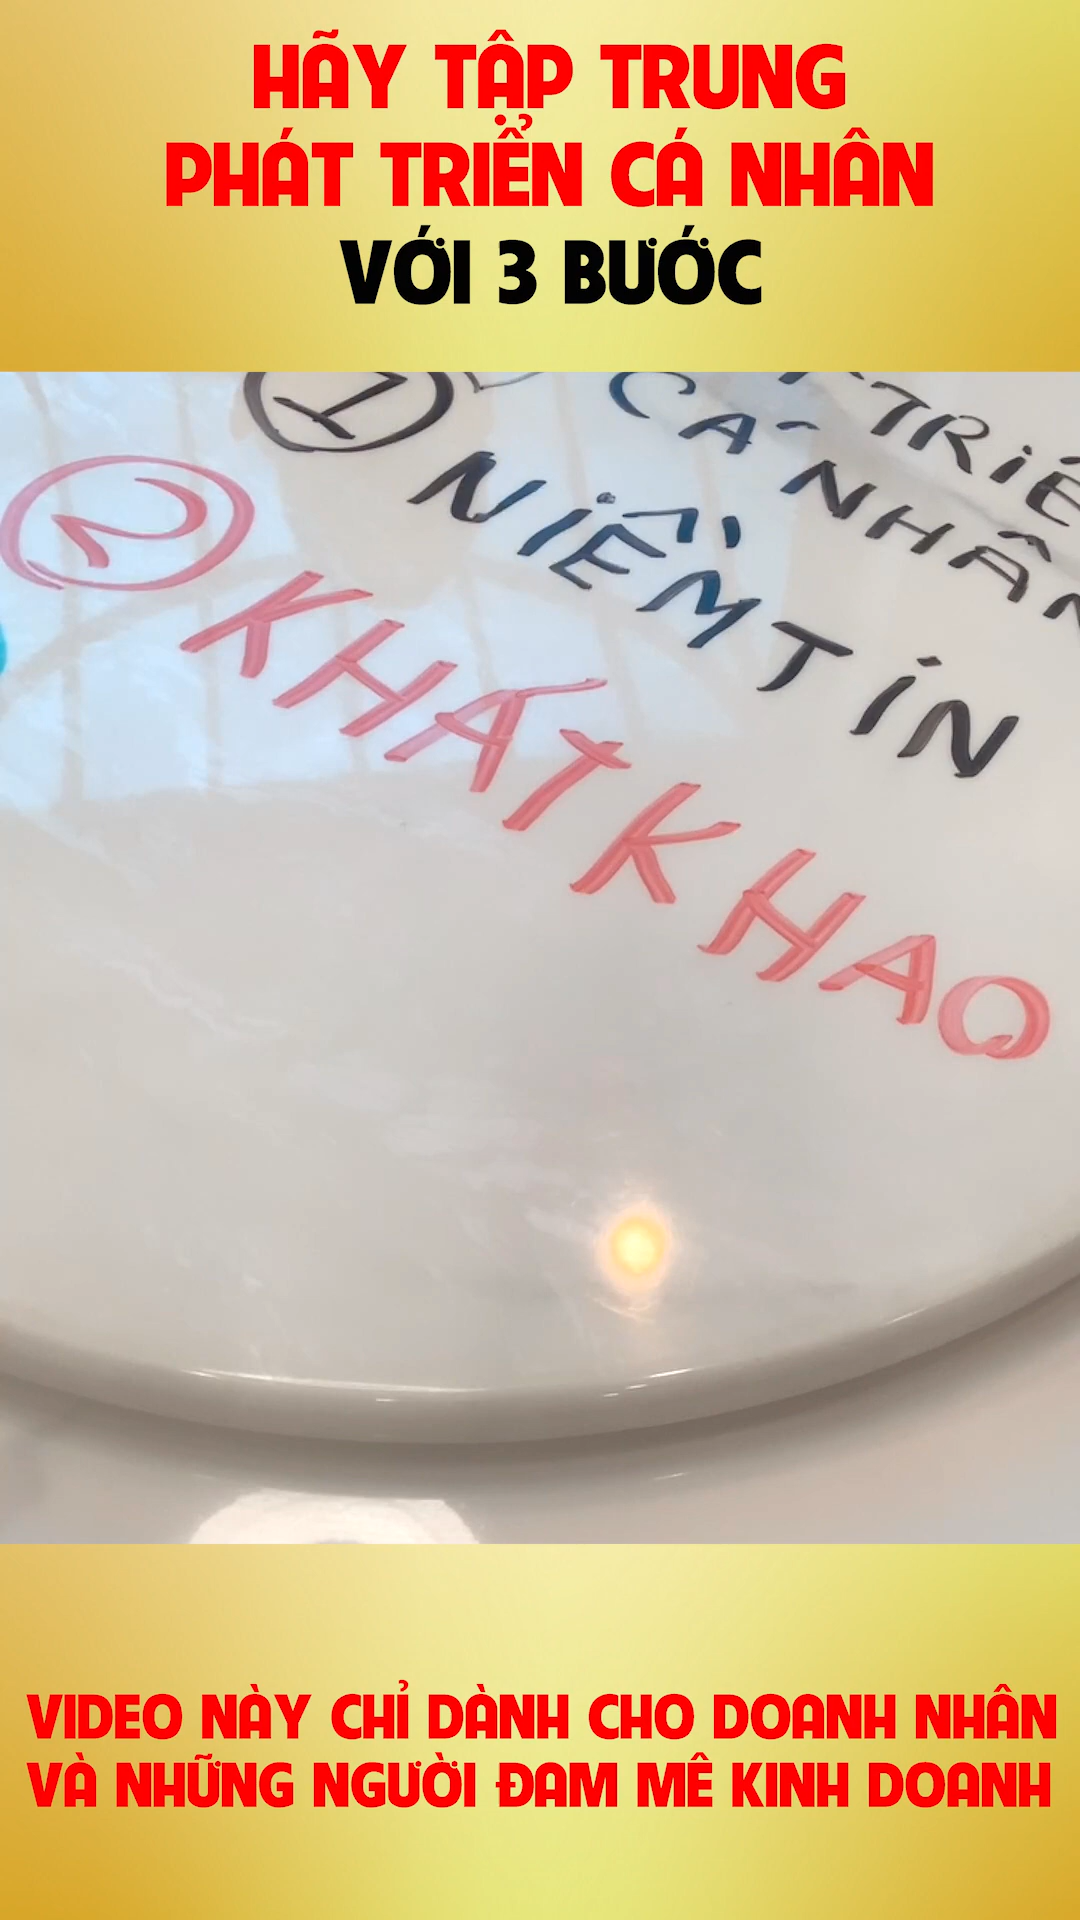 HÃY TẬP TRUNG
PHÁT TRIỂN CÁ NHÂN
VỚI 3 BƯỚC
TRIỂ
CÁ NHÂN
1 NIỀM TIN
2 KHÁT KHAO
VIDEO NÀY CHỈ DÀNH CHO DOANH NHÂN
VÀ NHỮNG NGƯỜI ĐAM MÊ KINH DOANH